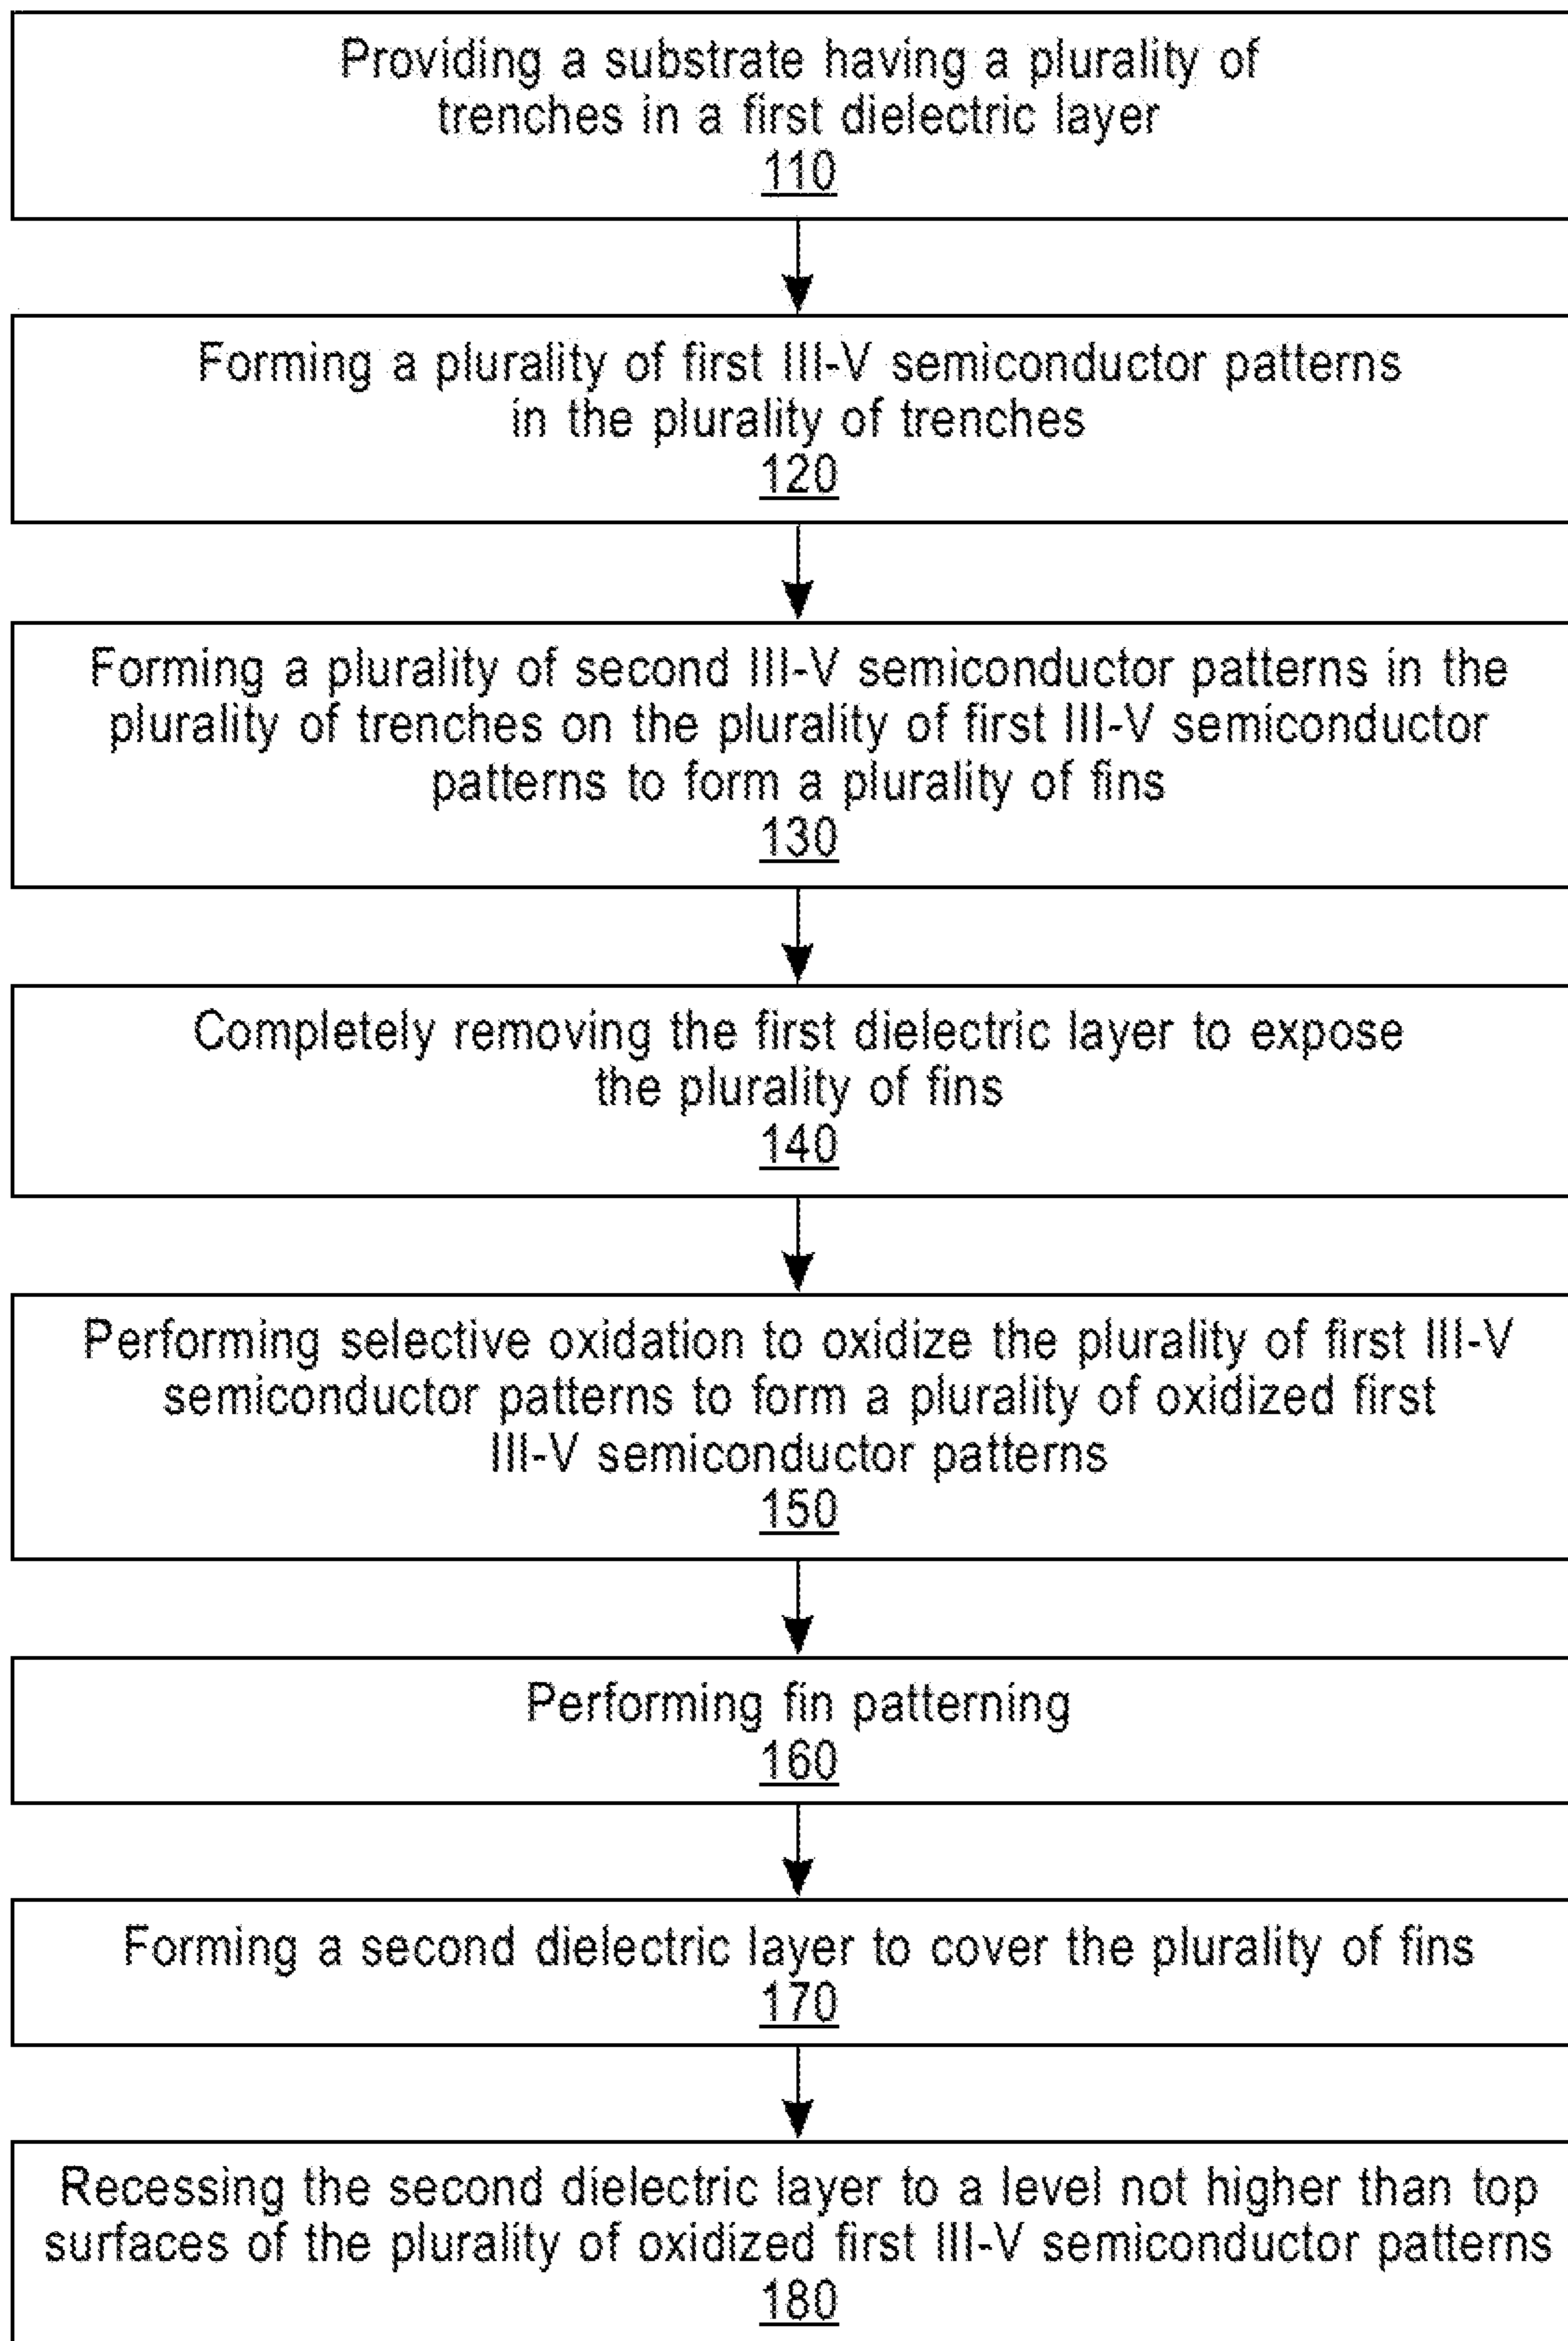 Providing a substrate having a plurality of
trenches in a first dielectric layer
110
Forming a plurality of first III-V semiconductor patterns
in the plurality of trenches
120
Forming a plurality of second III-V semiconductor patterns in the
plurality of trenches on the plurality of first III-V semiconductor
patterns to form a plurality of fins
130
Completely removing the first dielectric layer to expose
the plurality of fins
140
Performing selective oxidation to oxidize the plurality of first III-V
semiconductor patterns to form a plurality of oxidized first
III-V semiconductor patterns
150
Performing fin patterning
160
Forming a second dielectric layer to cover the plurality of fins
170
Recessing the second dielectric layer to a level not higher than top
surfaces of the plurality of oxidized first III-V semiconductor patterns
180